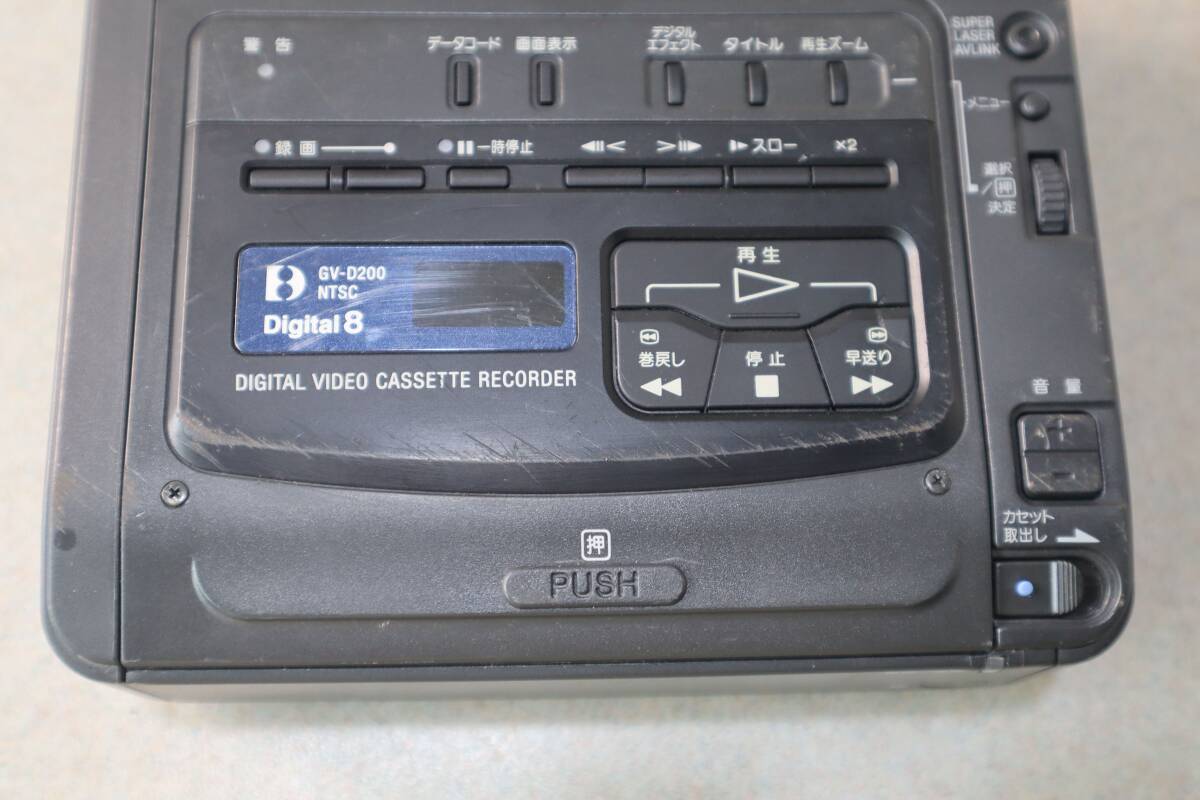 警告
データコード 画面表示
デジタル
エフェクト
タイトル 再生ズーム
SUPER
LASER
AVLINK
メニュー
録画 一時停止 スロー ×2
選択
押
決定
GV-D200
NTSC
Digital 8
DIGITAL VIDEO CASSETTE RECORDER
再生
巻戻し 停止 早送り
音量
+
-
カセット
取出し
押
PUSH